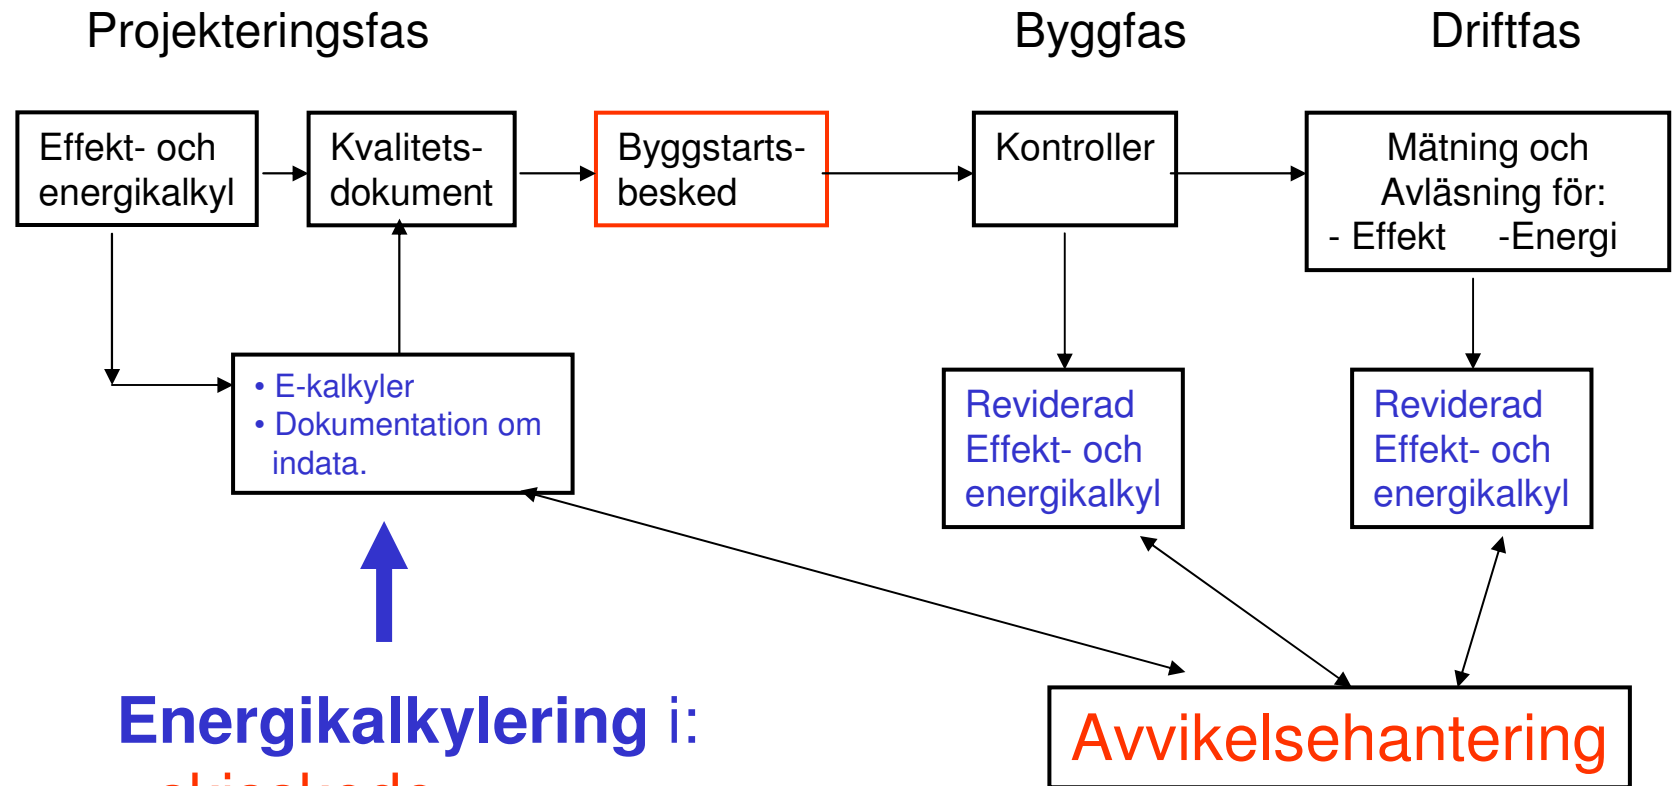 Projekteringsfas
Byggfas
Driftfas
Effekt- och
energikalkyl
Kvalitets-
dokument
Byggstarts-
besked
Kontroller
Mätning och
Avläsning för:
- Effekt -Energi
• E-kalkyler
• Dokumentation om
indata.
Reviderad
Effekt- och
energikalkyl
Reviderad
Effekt- och
energikalkyl
Energikalkylering i:
Avvikelsehantering